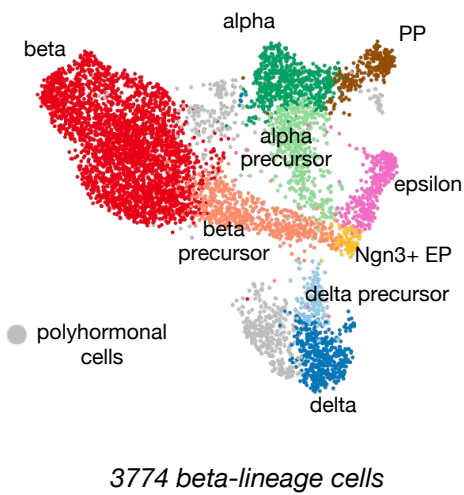 alpha
PP
beta
alpha
precursor
epsilon
beta
precursor
Ngn3+ EP
delta precursor
polyhormonal
cells
delta
3774 beta-lineage cells